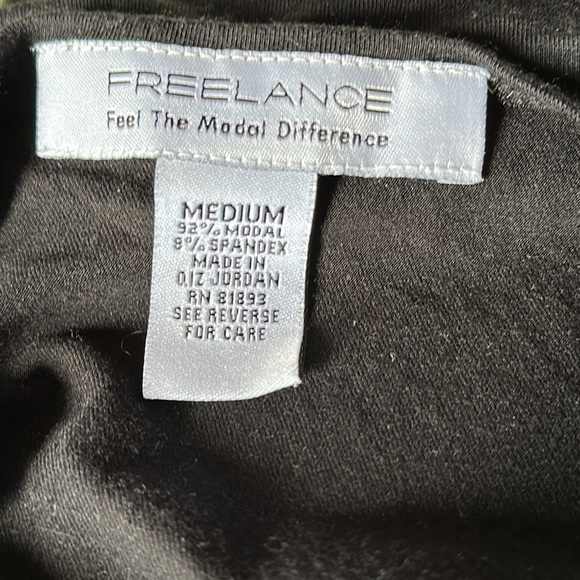 FREELANCE
Feel The Modal Difference
MEDIUM
92% MODAL
8% SPANDEX
MADE IN
Q.I.Z JORDAN
RN 81893
SEE REVERSE
FOR CARE